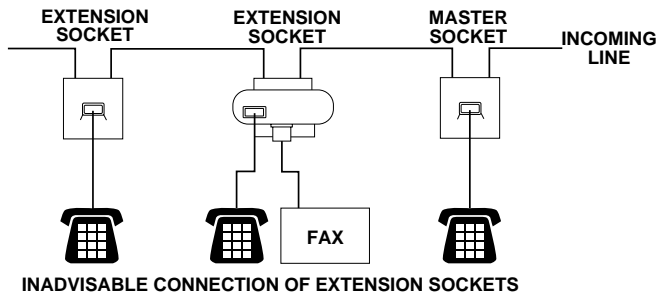 EXTENSION
SOCKET
EXTENSION
SOCKET
MASTER
SOCKET
INCOMING
LINE
FAX
INADVISABLE CONNECTION OF EXTENSION SOCKETS